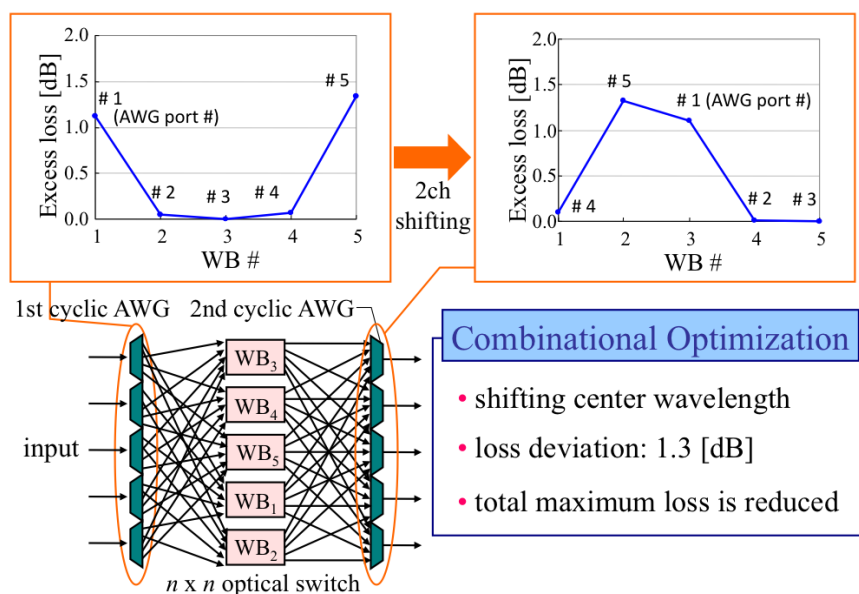 Excess loss [dB]
2.0
1.5
1.0
0.5
0.0
# 1
(AWG port #)
# 2
# 3
# 4
# 5
1 2 3 4 5
WB #
2ch
shifting
Excess loss [dB]
2.0
1.5
1.0
0.5
0.0
# 4
# 5
# 1 (AWG port #)
# 2
# 3
1 2 3 4 5
WB #
1st cyclic AWG
2nd cyclic AWG
input
WB3
WB4
WB5
WB1
WB2
n x n optical switch
Combinational Optimization
• shifting center wavelength
• loss deviation: 1.3 [dB]
• total maximum loss is reduced